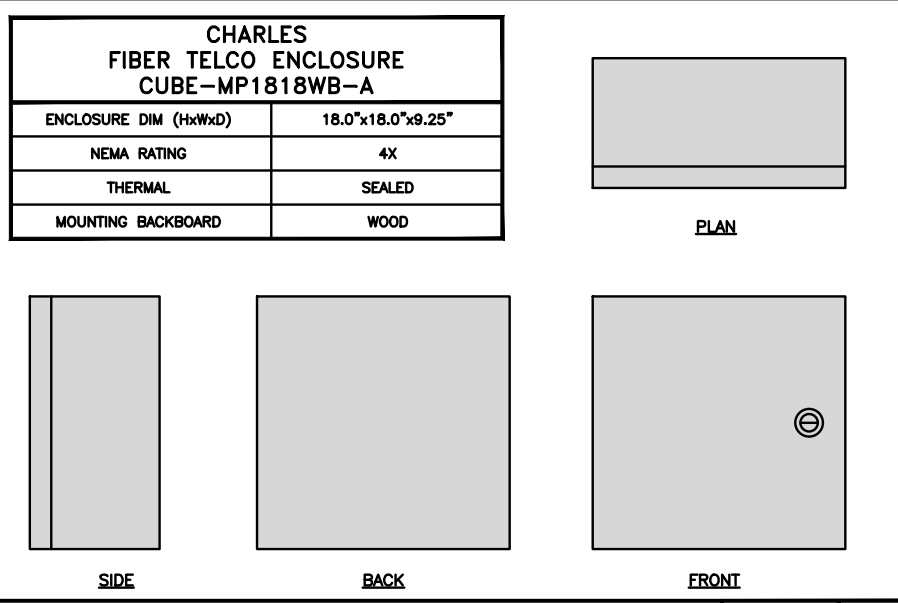 CHARLES
FIBER TELCO ENCLOSURE
CUBE-MP1818WB-A
ENCLOSURE DIM (HxWxD) 18.0"x18.0"x9.25"
NEMA RATING 4X
THERMAL SEALED
MOUNTING BACKBOARD WOOD
PLAN
SIDE
BACK
FRONT